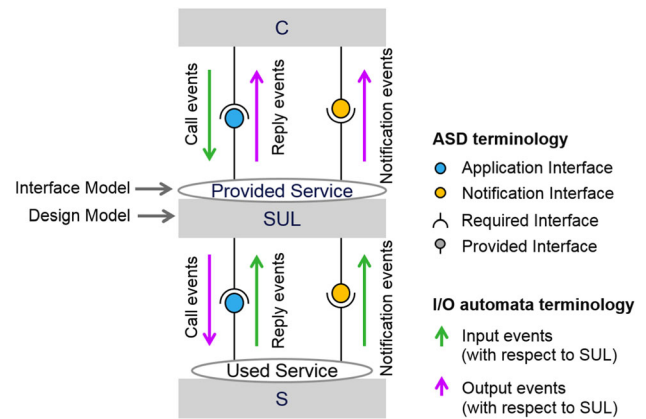 C
Call events
Reply events
Notification events
Interface Model
Provided Service
Design Model
SUL
Call events
Reply events
Notification events
Used Service
S
ASD terminology
Application Interface
Notification Interface
Required Interface
Provided Interface
I/O automata terminology
Input events
(with respect to SUL)
Output events
(with respect to SUL)